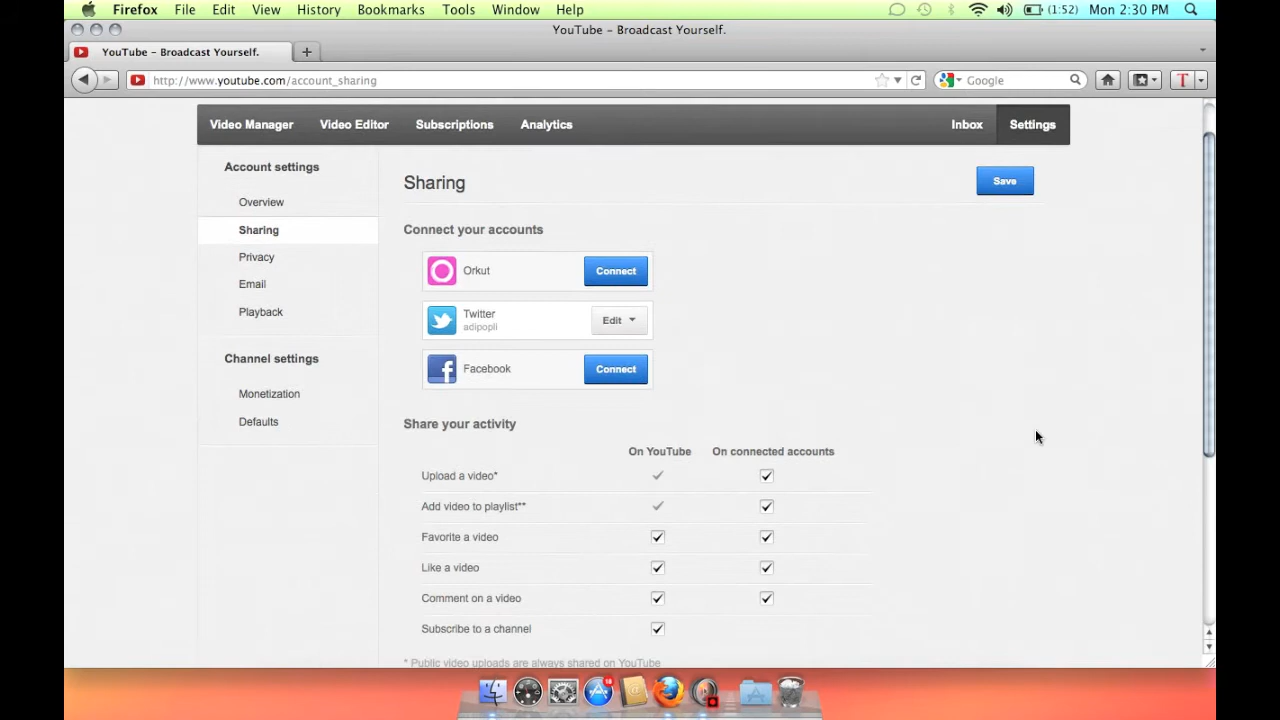 Firefox File Edit View History Bookmarks Tools Window Help (1:52) Mon 2:30 PM
YouTube – Broadcast Yourself.
YouTube – Broadcast Yourself. +
http://www.youtube.com/account_sharing Google T
Video Manager Video Editor Subscriptions Analytics Inbox Settings
Account settings
Overview
Sharing
Privacy
Email
Playback
Channel settings
Monetization
Defaults
Sharing Save
Connect your accounts
Orkut Connect
Twitter Edit
adipopli
Facebook Connect
Share your activity
On YouTube On connected accounts
Upload a video*
Add video to playlist**
Favorite a video
Like a video
Comment on a video
Subscribe to a channel
* Public video uploads are always shared on YouTube